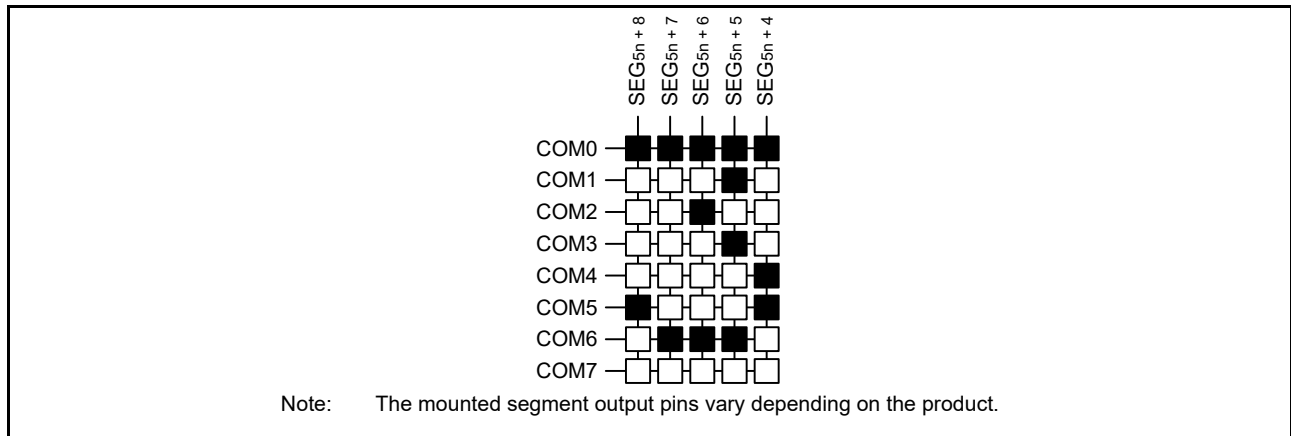 SEG5n + 8
SEG5n + 7
SEG5n + 6
SEG5n + 5
SEG5n + 4
COM0
COM1
COM2
COM3
COM4
COM5
COM6
COM7
Note: The mounted segment output pins vary depending on the product.